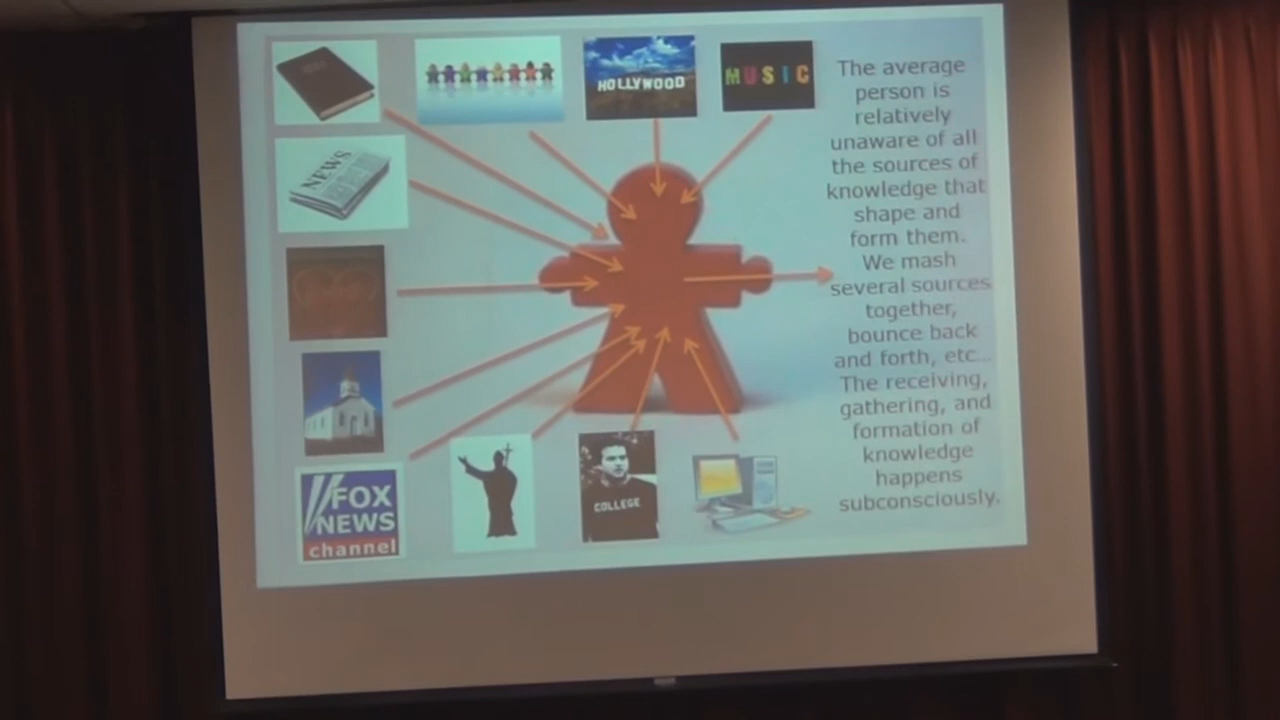 HOLLYWOOD
MUSIC
NEWS
FOX
NEWS
channel
COLLEGE
The average
person is
relatively
unaware of all
the sources of
knowledge that
shape and
form them.
We mash
several sources
together,
bounce back
and forth, etc...
The receiving,
gathering, and
formation of
knowledge
happens
subconsciously.